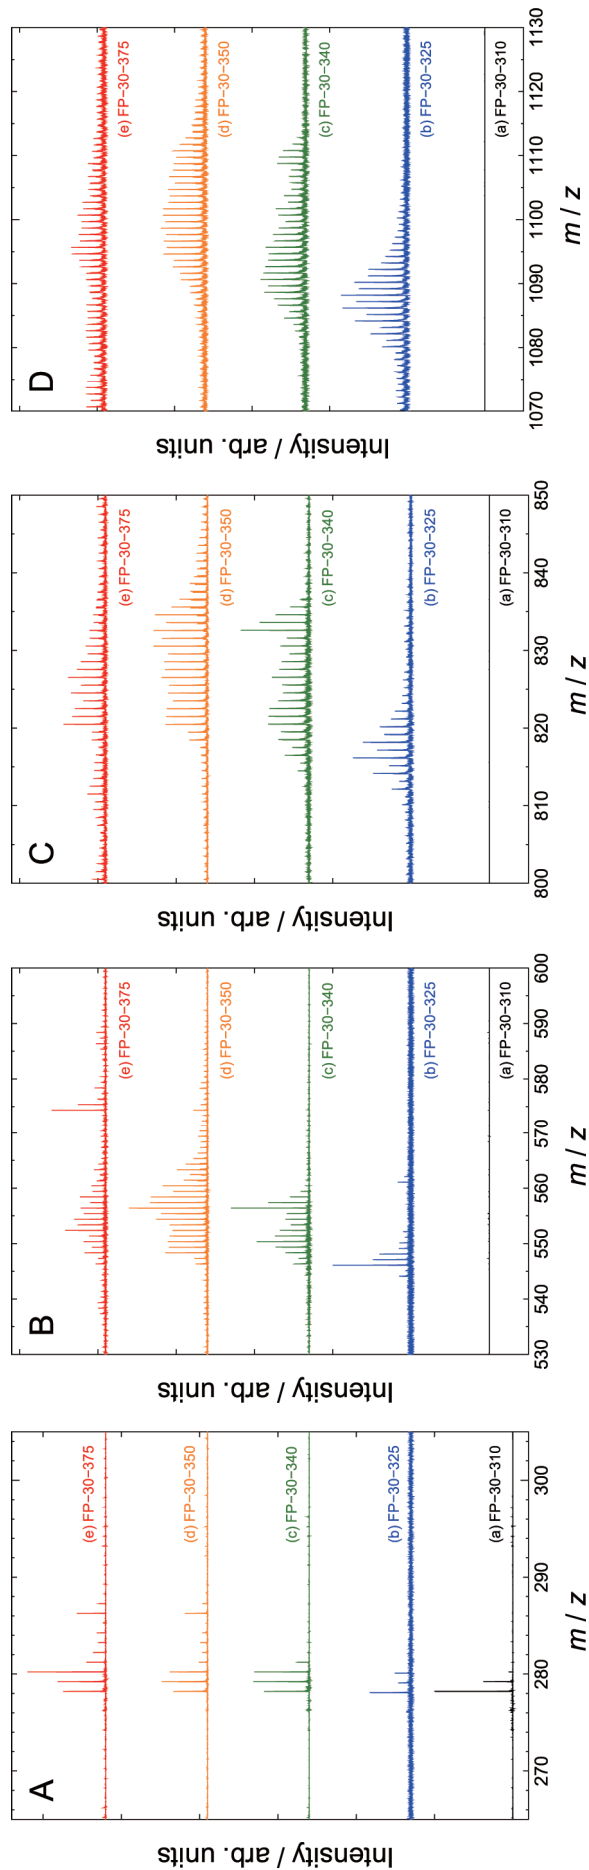 A
(e) FP−30−375
(d) FP−30−350
(c) FP−30−340
(b) FP−30−325
(a) FP−30−310
270
280
290
300
m / z
Intensity / arb. units
B
(e) FP−30−375
(d) FP−30−350
(c) FP−30−340
(b) FP−30−325
(a) FP−30−310
530
540
550
560
570
580
590
600
m / z
Intensity / arb. units
C
(e) FP−30−375
(d) FP−30−350
(c) FP−30−340
(b) FP−30−325
(a) FP−30−310
800
810
820
830
840
850
m / z
Intensity / arb. units
D
(e) FP−30−375
(d) FP−30−350
(c) FP−30−340
(b) FP−30−325
(a) FP−30−310
1070
1080
1090
1100
1110
1120
1130
m / z
Intensity / arb. units